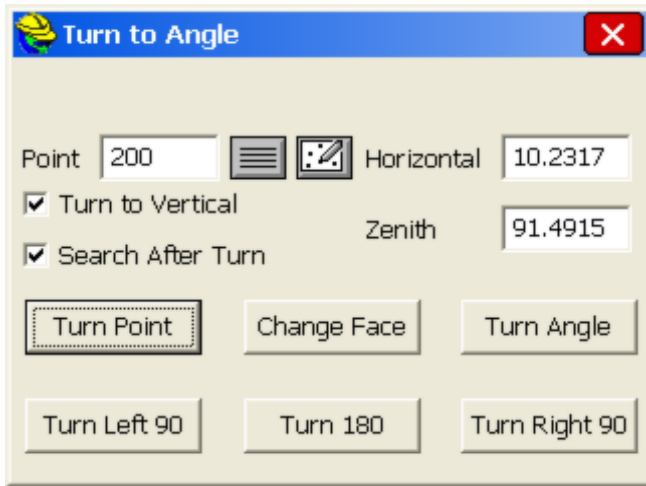 Turn to Angle
Point 200 Horizontal 10.2317
Turn to Vertical
Zenith 91.4915
Search After Turn
Turn Point Change Face Turn Angle
Turn Left 90 Turn 180 Turn Right 90